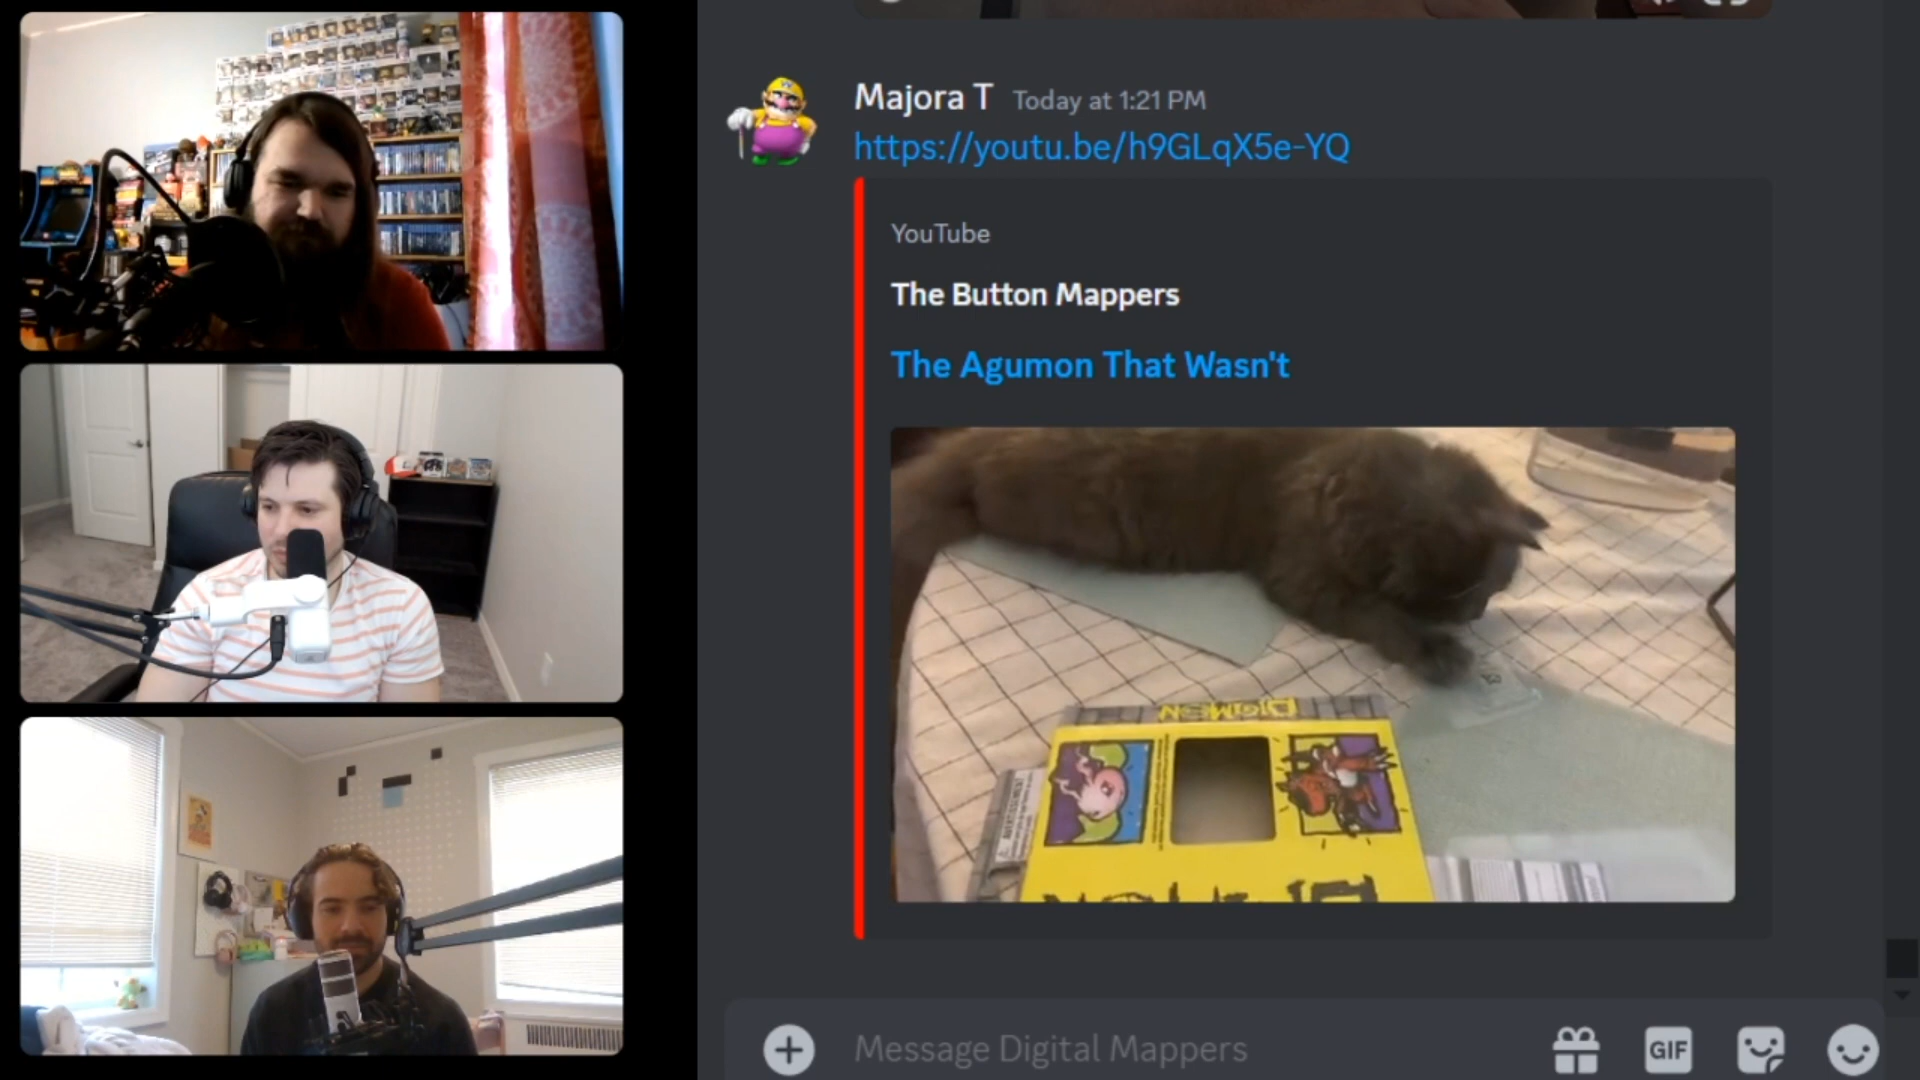 Majora T Today at 1:21 PM
https://youtu.be/h9GLqX5e-YQ
YouTube
The Button Mappers
The Agumon That Wasn't
DIGIMON
Message Digital Mappers
GIF